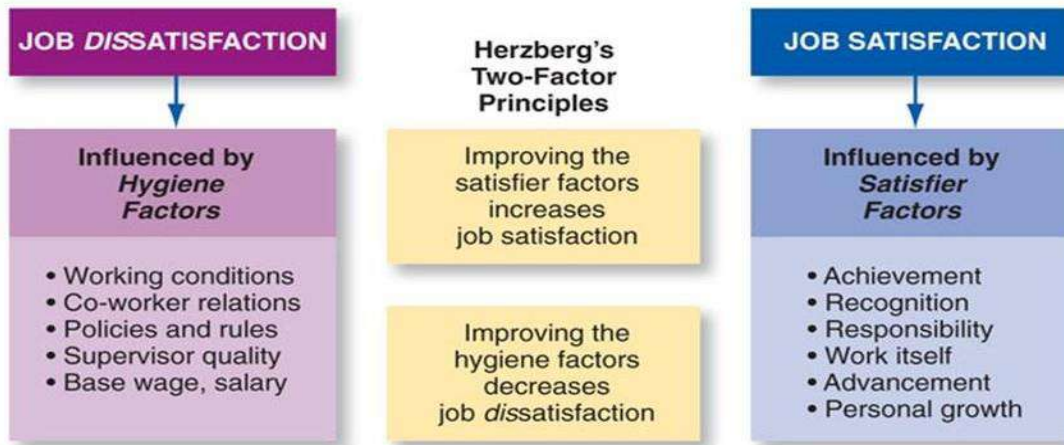 JOB DISSATISFACTION
Influenced by
Hygiene
Factors
• Working conditions
• Co-worker relations
• Policies and rules
• Supervisor quality
• Base wage, salary
Herzberg's
Two-Factor
Principles
Improving the
satisfier factors
increases
job satisfaction
Improving the
hygiene factors
decreases
job dissatisfaction
JOB SATISFACTION
Influenced by
Satisfier
Factors
• Achievement
• Recognition
• Responsibility
• Work itself
• Advancement
• Personal growth